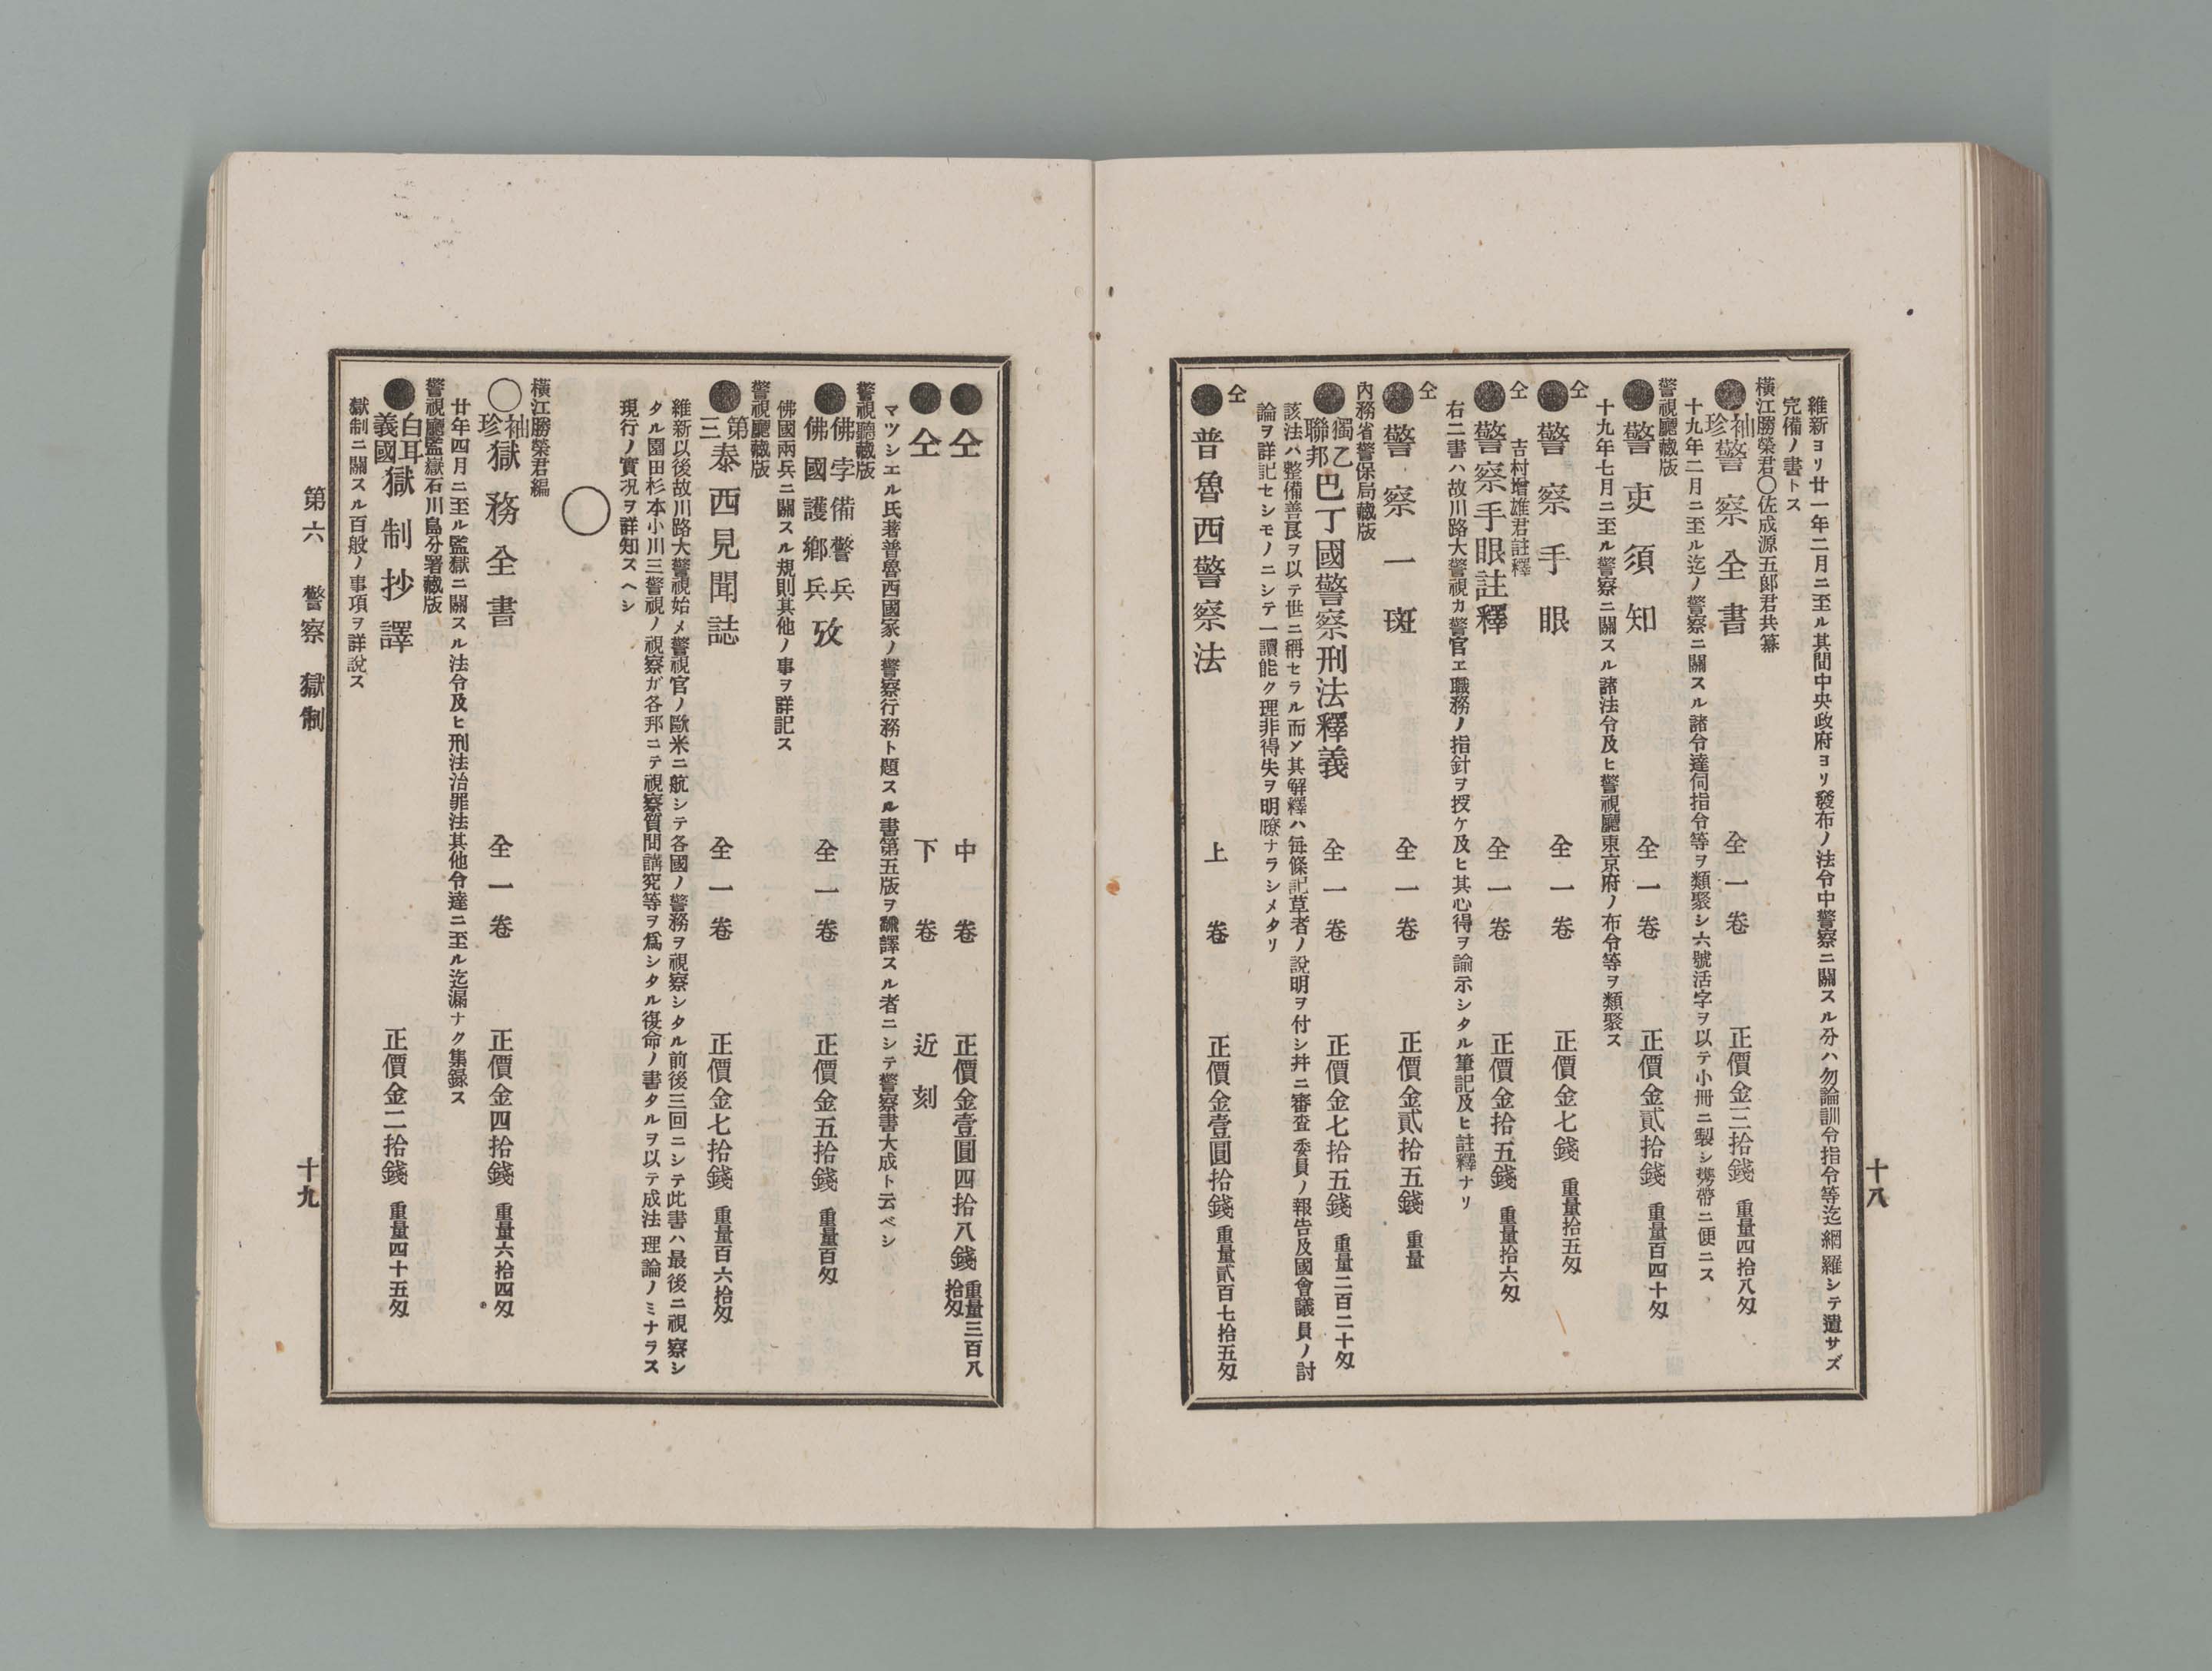 維新ヨリ廿一年二月ニ至ル其間中央政府ヨリ發布ノ法令中警察ニ關スル分ハ勿論訓令指令等迄網羅シテ遺サズ
完備ノ書トス
橫江勝榮君〇佐成源五郎君共纂
●袖珍警察全書 全一卷 正價金三拾錢 重量四拾八匁
十九年二月ニ至ル迄ノ警察ニ關スル諸令達伺指令等ヲ類聚シ六號活字ヲ以テ小冊ニ製シ携帶ニ便ニス
警視廳藏版
●警吏須知 全一卷 正價金貳拾錢 重量百四十匁
十九年七月ニ至ル警察ニ關スル諸法令及ヒ警視廳東京府ノ布令等ヲ類聚ス
仝
●警察手眼 全一卷 正價金七錢 重量拾五匁
仝 吉村增雄君註釋
●警察手眼註釋 全一卷 正價金拾五錢 重量拾六匁
右二書ハ故川路大警視カ警官エ職務ノ指針ヲ授ケ及ヒ其心得ヲ諭示シタル筆記及ヒ註釋ナリ
仝
●警察一斑 全一卷 正價金貳拾五錢 重量
內務省警保局藏版
●獨乙聯邦巴丁國警察刑法釋義 全一卷 正價金七拾五錢 重量二百二十匁
該法ハ整備善良ヲ以テ世ニ稱セラル而ソ其解釋ハ每條記草者ノ說明ヲ付シ幷ニ審査委員ノ報告及國會議員ノ討
論ヲ詳記セシモノニシテ一讀能ク理非得失ヲ明瞭ナラシメタリ
仝
●普魯西警察法 上卷 正價金壹圓拾錢 重量貳百七拾五匁
十八
●仝 中卷 正價金壹圓四拾八錢 重量三百八拾匁
●仝 下卷 近刻
マツシエル氏著普魯西國家ノ警察行務ト題スル書第五版ヲ飜譯スル者ニシテ警察書大成ト云ベシ
警視聽藏版
●佛國孛備警兵佛國護鄕兵攷 全一卷 正價金五拾錢 重量百匁
佛國兩兵ニ關スル規則其他ノ事ヲ詳記ス
警視廳藏版
●第三泰西見聞誌 全一卷 正價金七拾錢 重量百六拾匁
維新以後故川路大警視始メ警視官ノ歐米ニ航シテ各國ノ警務ヲ視察シタル前後三回ニシテ此書ハ最後ニ視察シ
タル園田杉本小川三警視ノ視察ガ各邦ニテ視察質問講究等ヲ爲シタル復命ノ書タルヲ以テ成法理論ノミナラス
現行ノ實況ヲ詳知スヘシ
〇
橫江勝榮君編
〇袖珍獄務全書 全一卷 正價金四拾錢 重量六拾四匁
廿年四月ニ至ル監獄ニ關スル法令及ヒ刑法治罪法其他令達ニ至ル迄漏ナク集錄ス
警視廳監獄石川島分署藏版
●白耳義國獄制抄譯 正價金二拾錢 重量四十五匁
獄制ニ關スル百般ノ事項ヲ詳說ス
第六 警察 獄制
十九